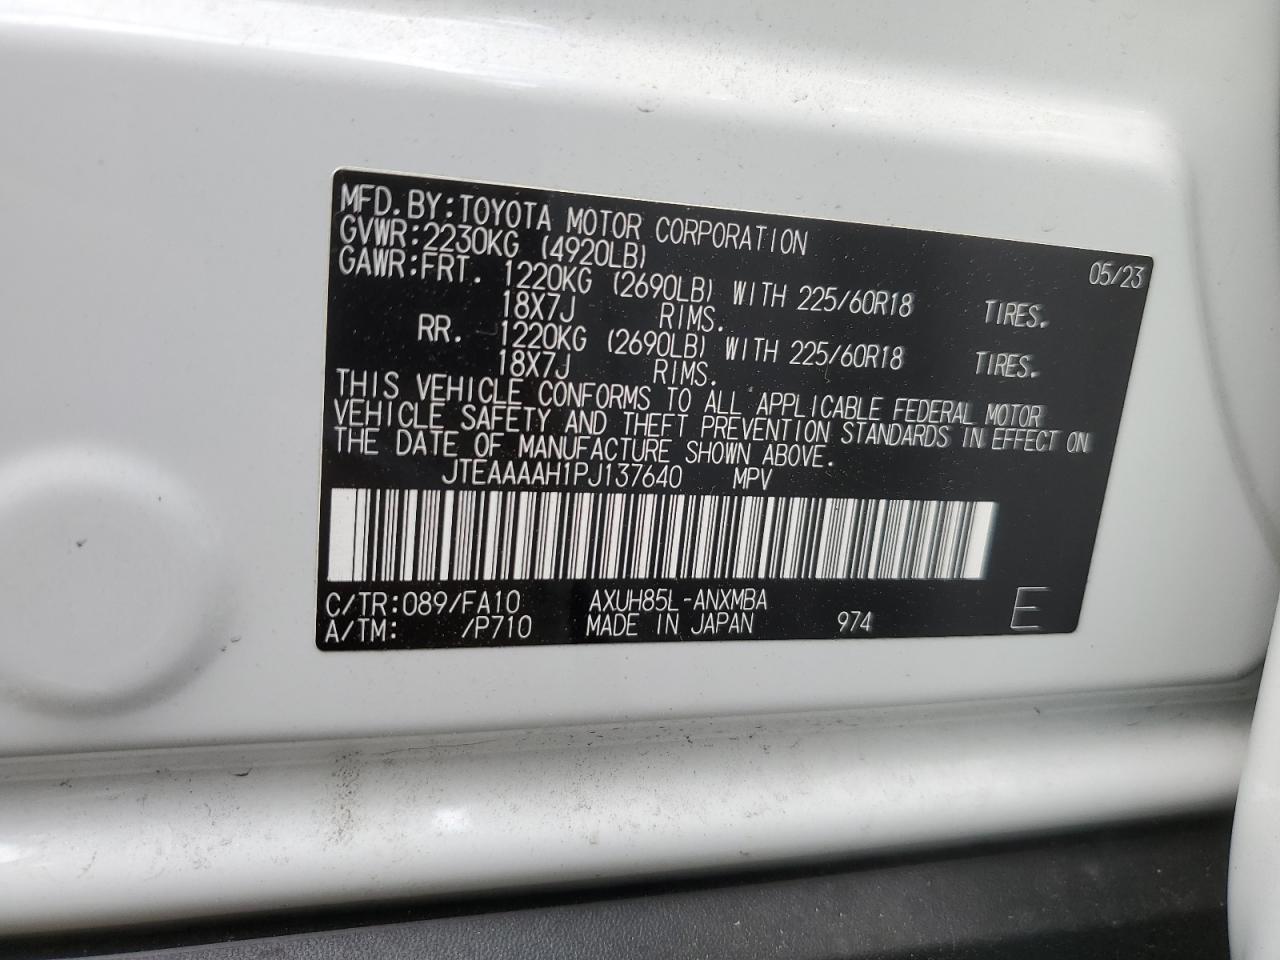 MFD. BY: TOYOTA MOTOR CORPORATION 05/23
GVWR: 2230KG (4920LB)
GAWR: FRT. 1220KG (2690LB) WITH 225/60R18 TIRES.
18X7J RIMS.
RR. 1220KG (2690LB) WITH 225/60R18 TIRES.
18X7J RIMS.
THIS VEHICLE CONFORMS TO ALL APPLICABLE FEDERAL MOTOR
VEHICLE SAFETY AND THEFT PREVENTION STANDARDS IN EFFECT ON
THE DATE OF MANUFACTURE SHOWN ABOVE.
JTEAAAAH1PJ137640 MPV
C/TR: 089/FA10 AXUH85L-ANXMBA
A/TM: /P710 MADE IN JAPAN 974 E